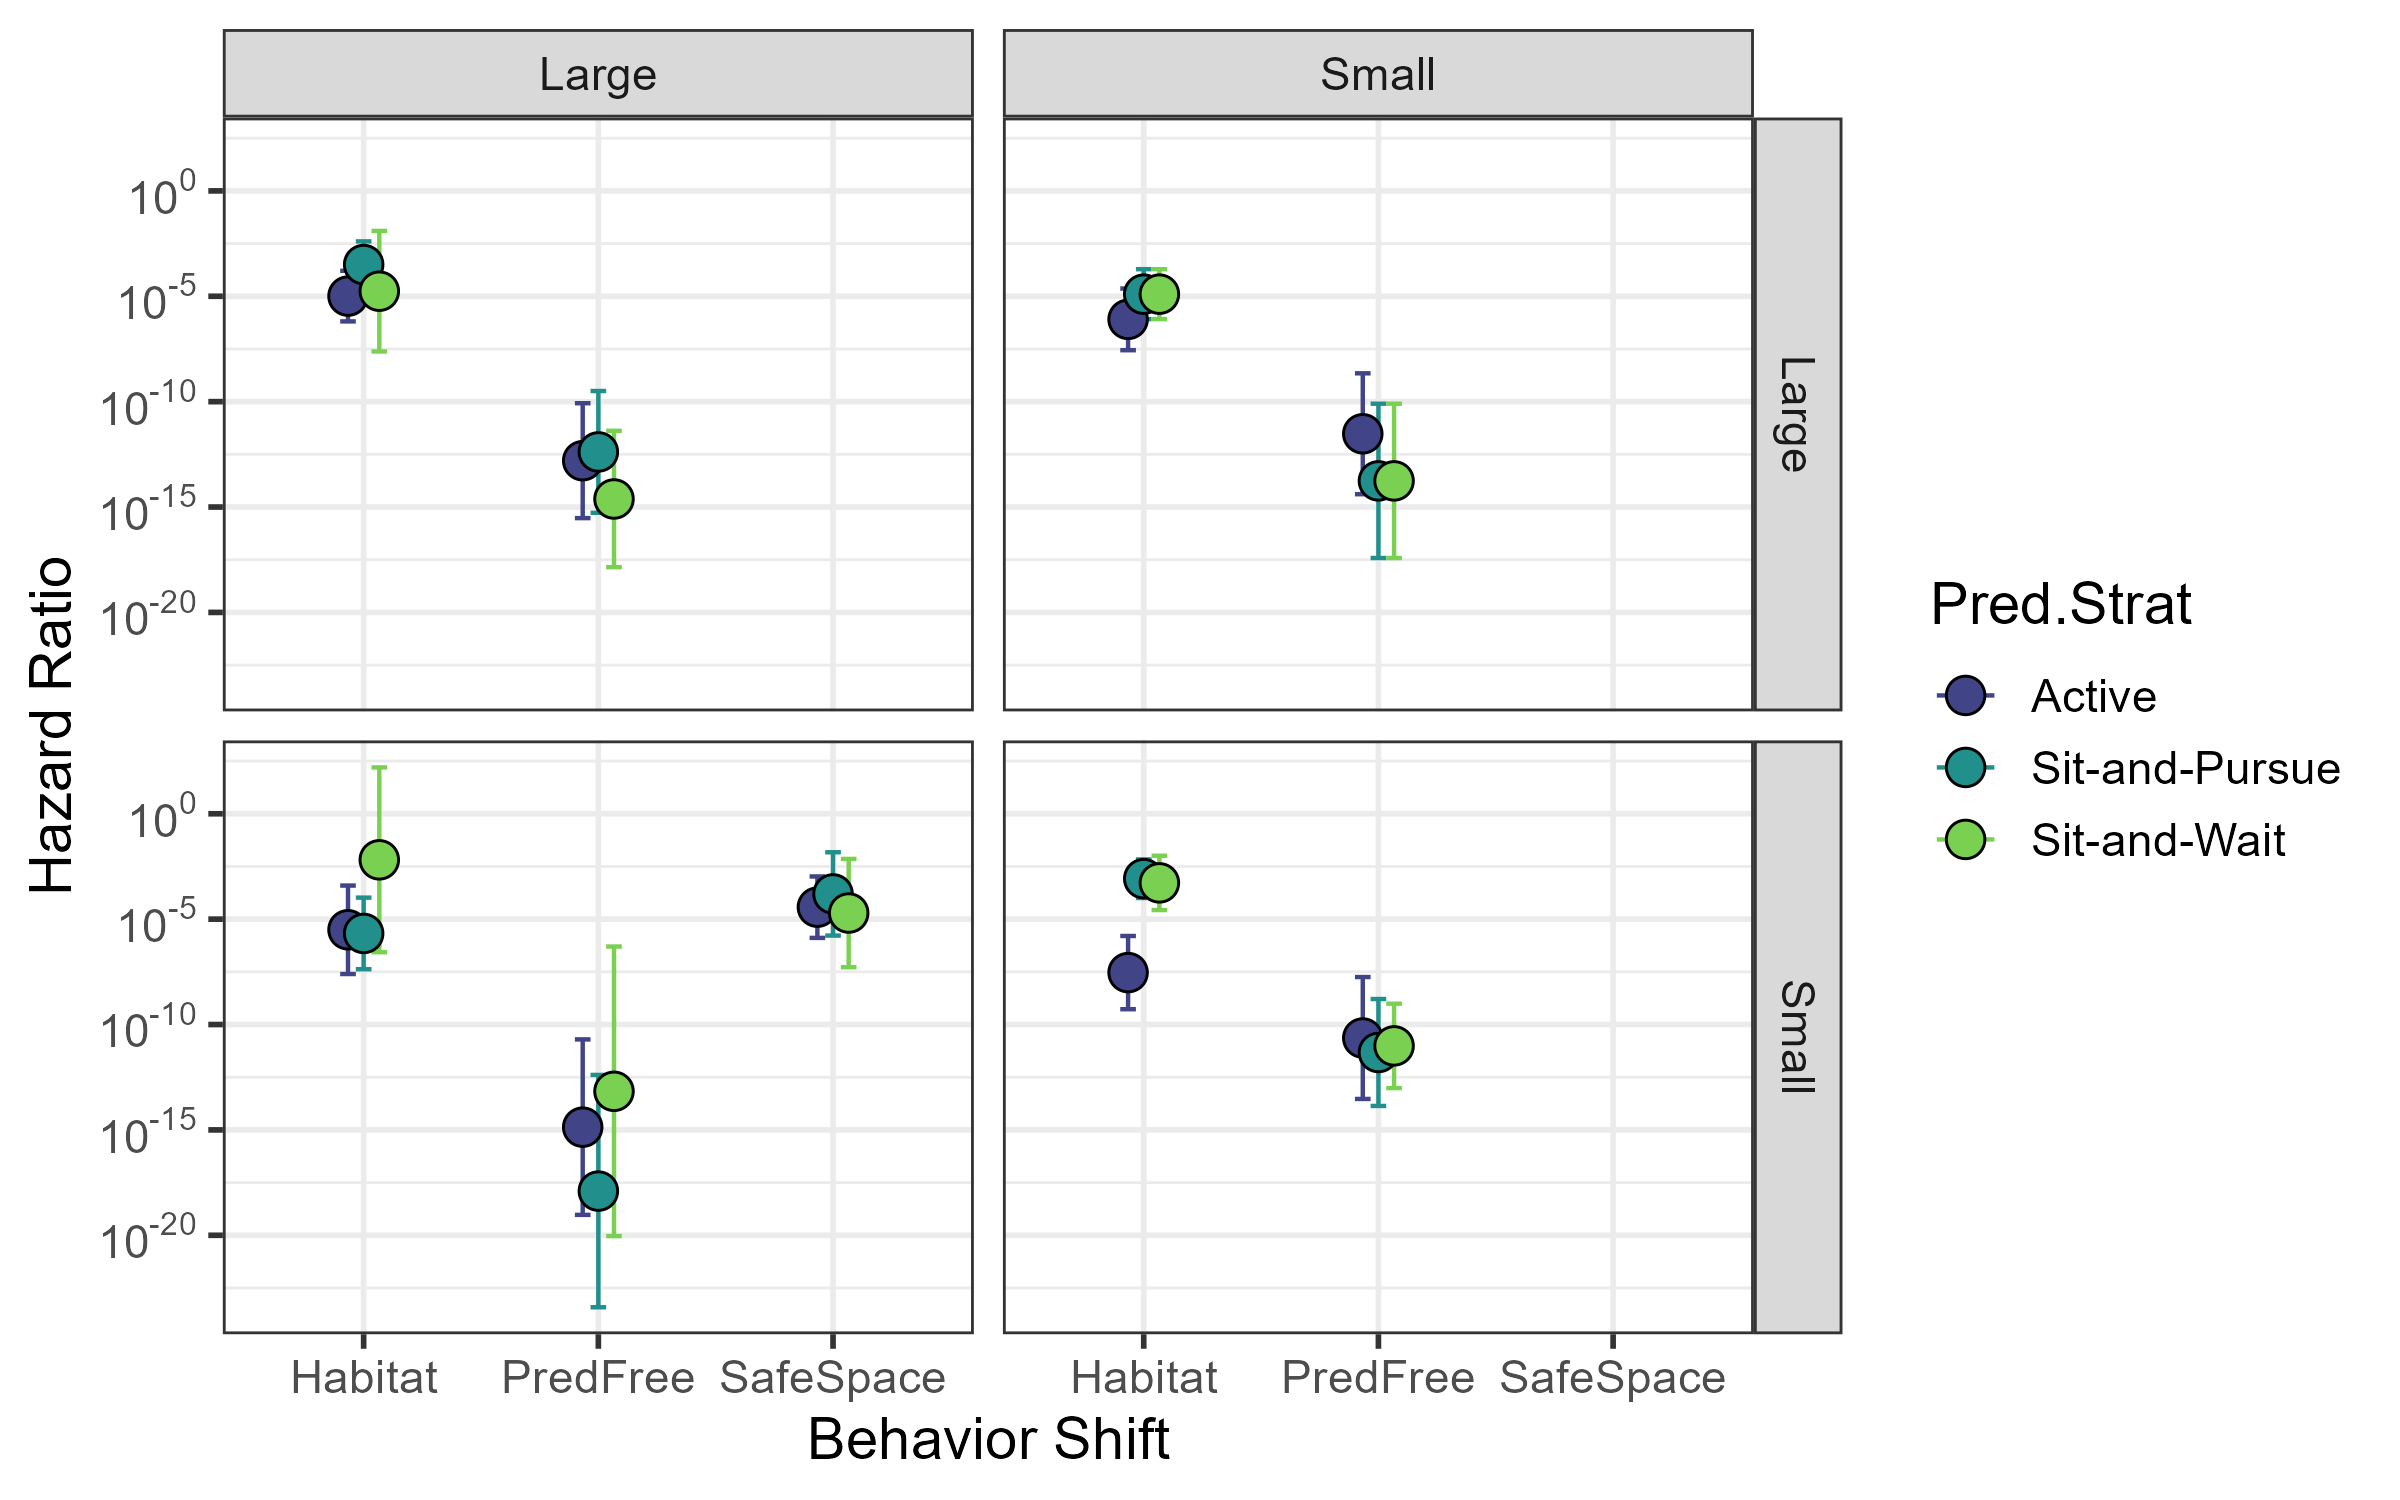 Large
Small
10^0
10^-5
10^-10
10^-15
10^-20
Large
10^0
10^-5
10^-10
10^-15
10^-20
Small
Hazard Ratio
Habitat
PredFree
SafeSpace
Habitat
PredFree
SafeSpace
Behavior Shift
Pred.Strat
Active
Sit-and-Pursue
Sit-and-Wait